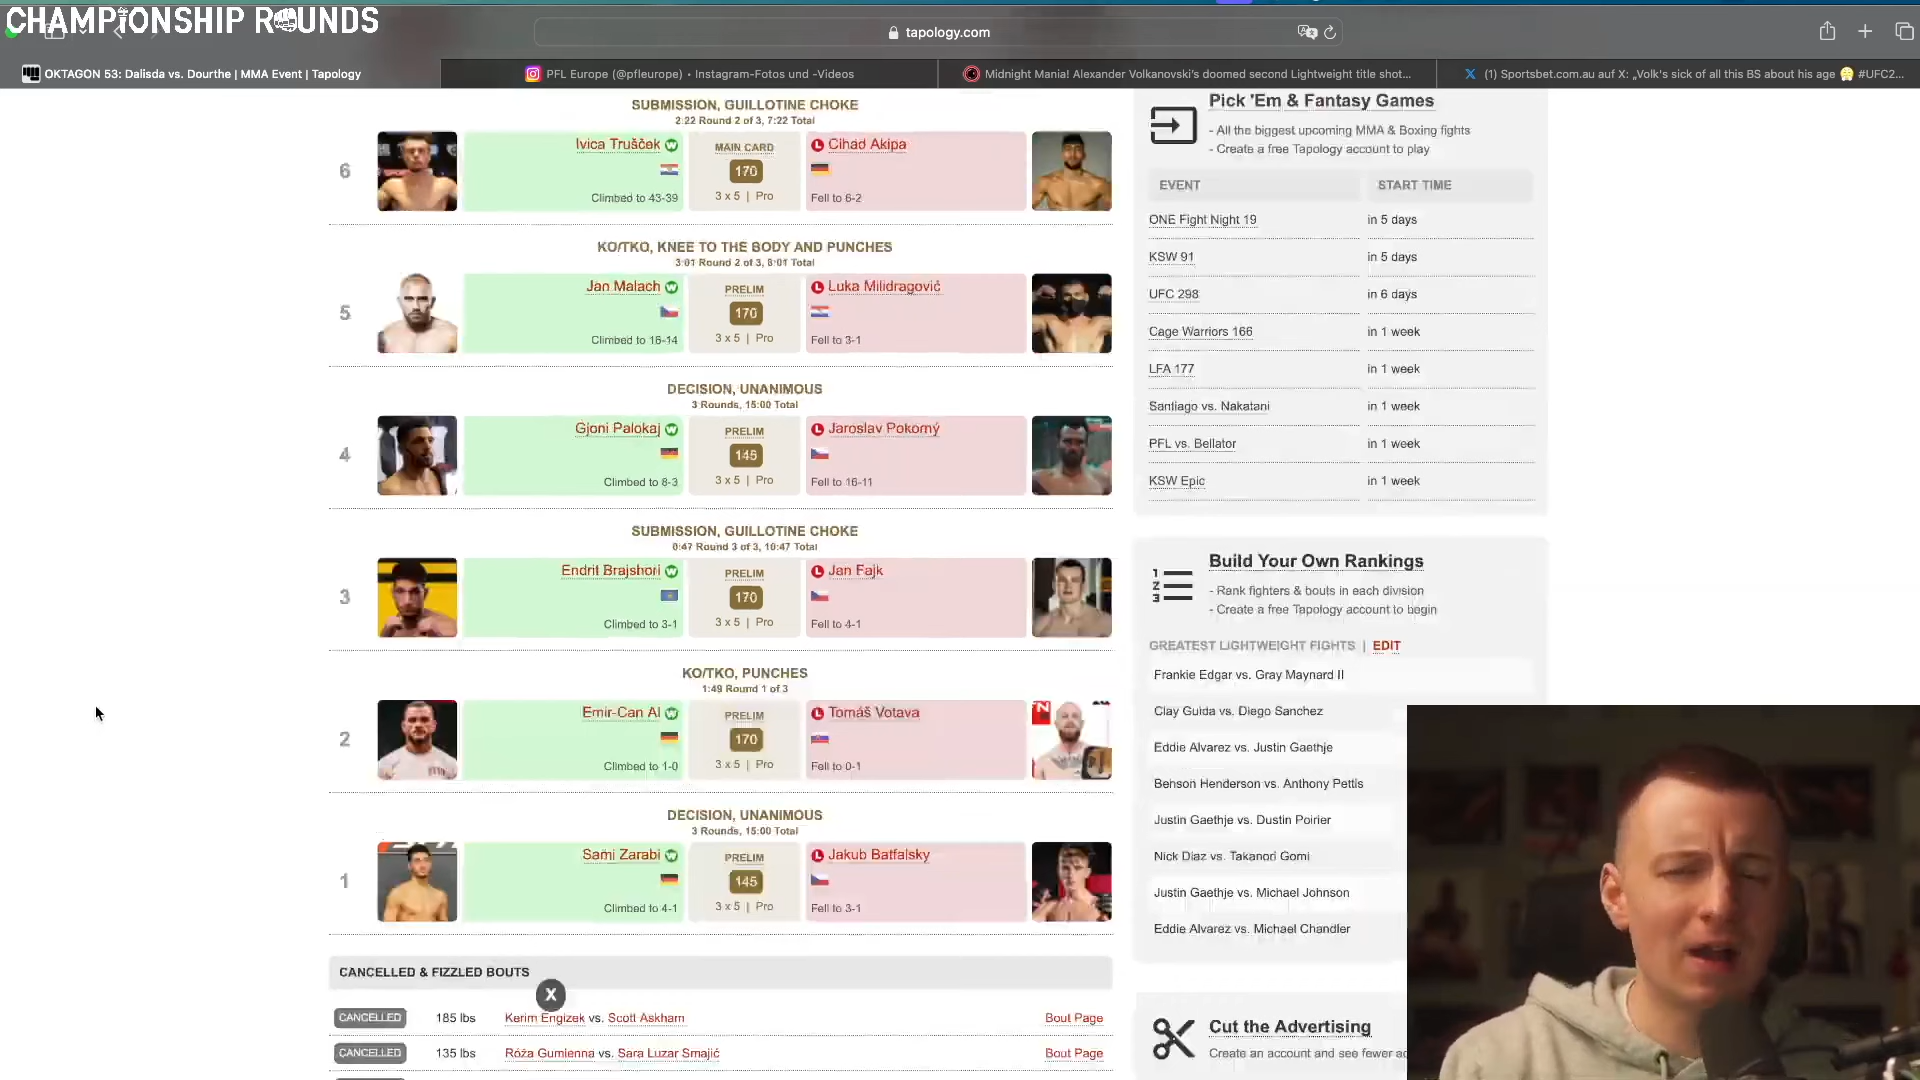 CHAMPIONSHIP ROUNDS
tapology.com
OKTAGON 53: Dalisda vs. Dourthe | MMA Event | Tapology
PFL Europe (@pfleurope) • Instagram-Fotos und -Videos
Midnight Mania! Alexander Volkanovski's doomed second Lightweight title shot...
(1) Sportsbet.com.au auf X: „Volk's sick of all this BS about his age 🙄 #UFC2...
SUBMISSION, GUILLOTINE CHOKE
2:22 Round 2 of 3, 7:22 Total
6
Ivica Trušček W
Climbed to 43-39
MAIN CARD
170
3 x 5 | Pro
L Cihad Akipa
Fell to 6-2
KO/TKO, KNEE TO THE BODY AND PUNCHES
3:01 Round 2 of 3, 8:01 Total
5
Jan Malach W
Climbed to 16-14
PRELIM
170
3 x 5 | Pro
L Luka Milidragović
Fell to 3-1
DECISION, UNANIMOUS
3 Rounds, 15:00 Total
4
Gjoni Palokaj W
Climbed to 8-3
PRELIM
145
3 x 5 | Pro
L Jaroslav Pokorný
Fell to 16-11
SUBMISSION, GUILLOTINE CHOKE
0:47 Round 3 of 3, 10:47 Total
3
Endrit Brajshori W
Climbed to 3-1
PRELIM
170
3 x 5 | Pro
L Jan Fajk
Fell to 4-1
KO/TKO, PUNCHES
1:49 Round 1 of 3
2
Emir-Can Al W
Climbed to 1-0
PRELIM
170
3 x 5 | Pro
L Tomáš Votava
Fell to 0-1
DECISION, UNANIMOUS
3 Rounds, 15:00 Total
1
Sami Zarabi W
Climbed to 4-1
PRELIM
145
3 x 5 | Pro
L Jakub Batfalsky
Fell to 3-1
CANCELLED & FIZZLED BOUTS
X
CANCELLED 185 lbs Kerim Engizek vs. Scott Askham Bout Page
CANCELLED 135 lbs Róża Gumienna vs. Sara Luzar Smajić Bout Page
Pick 'Em & Fantasy Games
- All the biggest upcoming MMA & Boxing fights
- Create a free Tapology account to play
EVENT START TIME
ONE Fight Night 19 in 5 days
KSW 91 in 5 days
UFC 298 in 6 days
Cage Warriors 166 in 1 week
LFA 177 in 1 week
Santiago vs. Nakatani in 1 week
PFL vs. Bellator in 1 week
KSW Epic in 1 week
1
2
3
Build Your Own Rankings
- Rank fighters & bouts in each division
- Create a free Tapology account to begin
GREATEST LIGHTWEIGHT FIGHTS | EDIT
Frankie Edgar vs. Gray Maynard II
Clay Guida vs. Diego Sanchez
Eddie Alvarez vs. Justin Gaethje
Benson Henderson vs. Anthony Pettis
Justin Gaethje vs. Dustin Poirier
Nick Diaz vs. Takanori Gomi
Justin Gaethje vs. Michael Johnson
Eddie Alvarez vs. Michael Chandler
Cut the Advertising
Create an account and see fewer